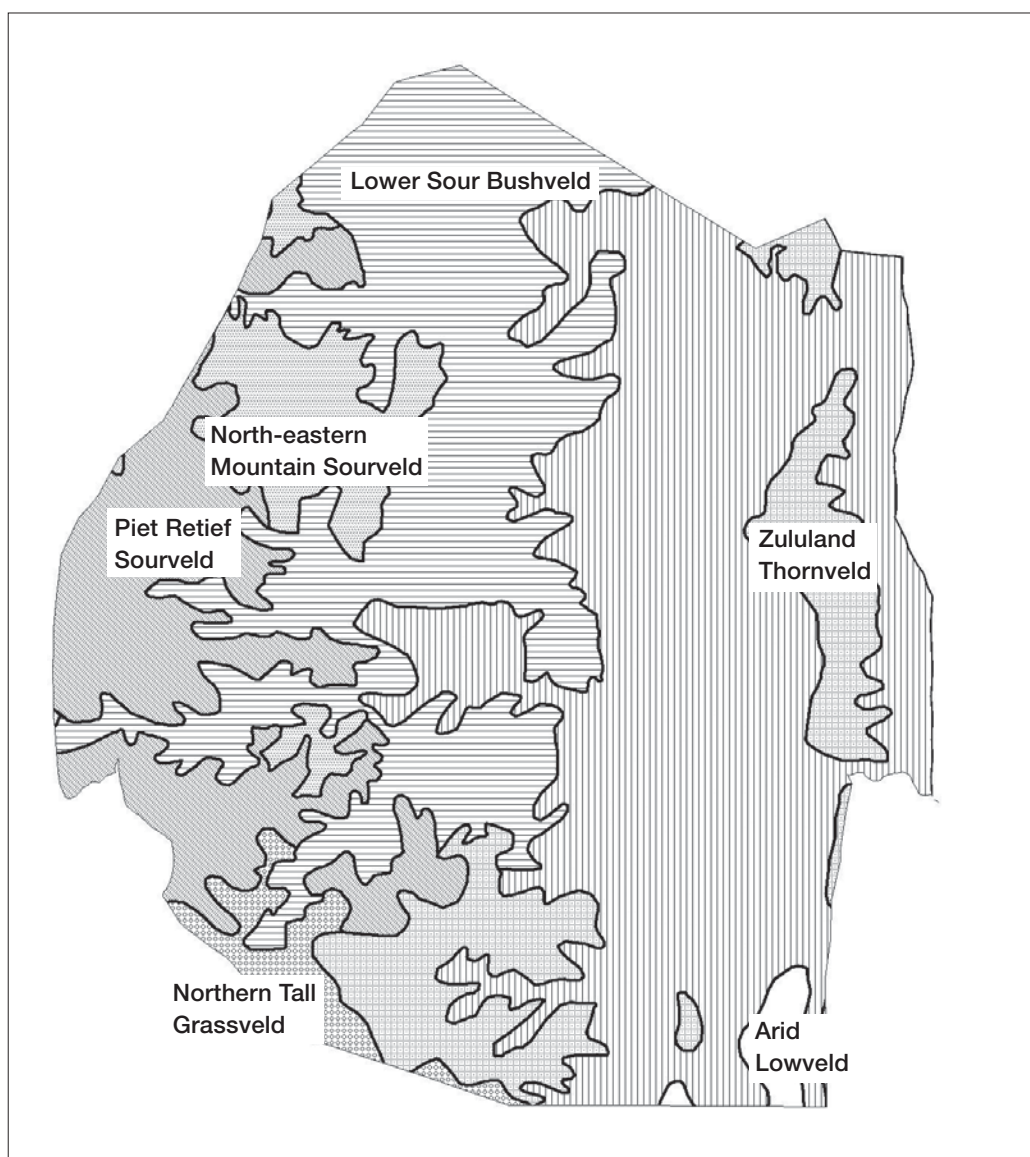 Lower Sour Bushveld
North-eastern
Mountain Sourveld
Piet Retief
Sourveld
Zululand
Thornveld
Northern Tall
Grassveld
Arid
Lowveld